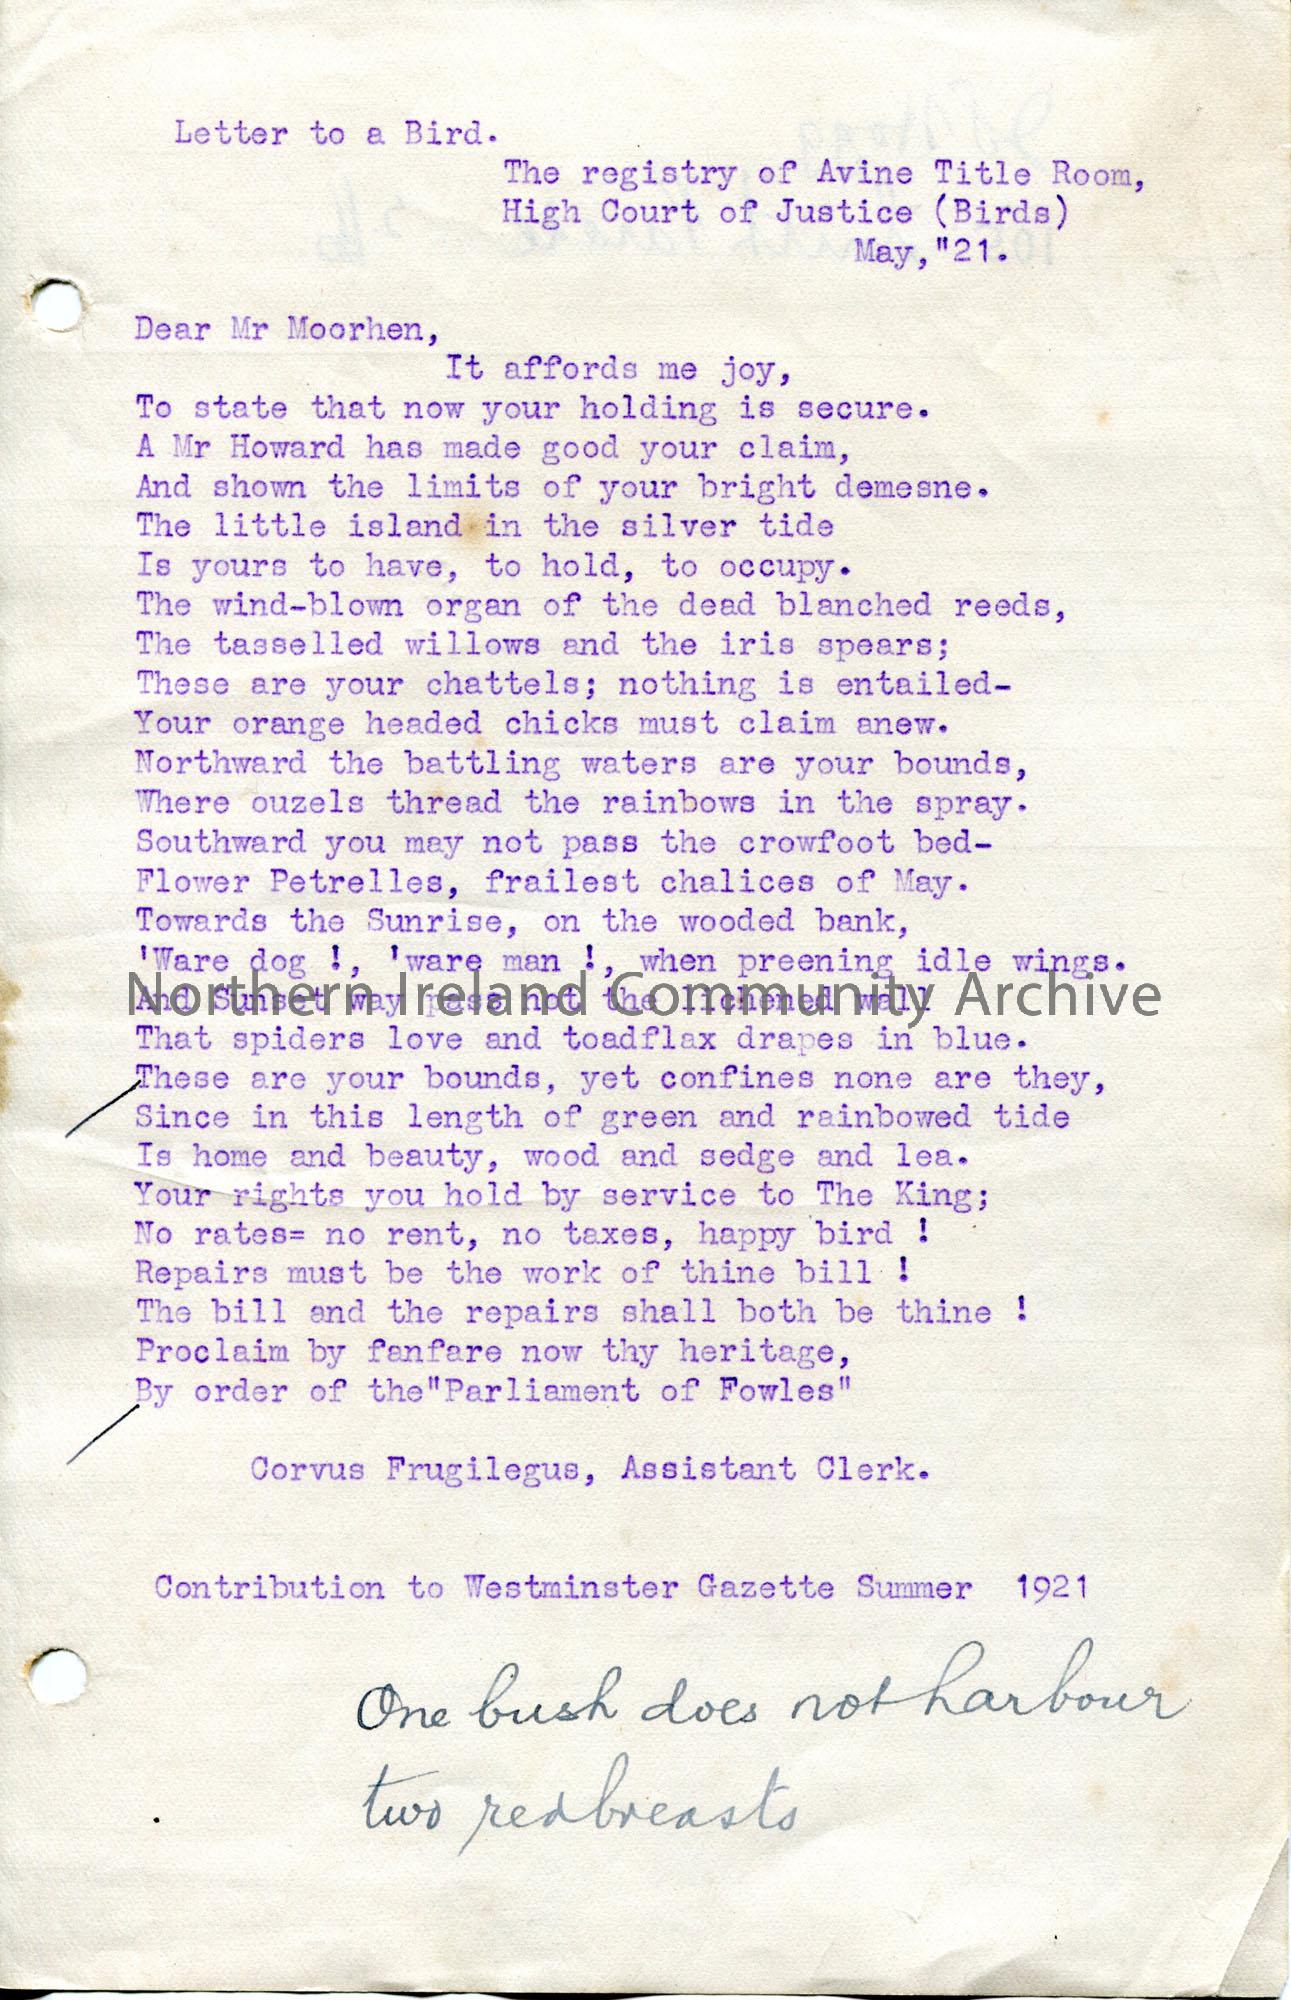 Letter to a Bird.
The registry of Avine Title Room,
High Court of Justice (Birds)
May,"21.
Dear Mr Moorhen,
It affords me joy,
To state that now your holding is secure.
A Mr Howard has made good your claim,
And shown the limits of your bright demesne.
The little island in the silver tide
Is yours to have, to hold, to occupy.
The wind-blown organ of the dead blanched reeds,
The tasselled willows and the iris spears;
These are your chattels; nothing is entailed-
Your orange headed chicks must claim anew.
Northward the battling waters are your bounds,
Where ouzels thread the rainbows in the spray.
Southward you may not pass the crowfoot bed-
Flower Petrelles, frailest chalices of May.
Towards the Sunrise, on the wooded bank,
'Ware dog !, 'ware man !, when preening idle wings.
And Sunset way pass not the lichened wall
Northern Ireland Community Archive
That spiders love and toadflax drapes in blue.
These are your bounds, yet confines none are they,
Since in this length of green and rainbowed tide
Is home and beauty, wood and sedge and lea.
Your rights you hold by service to The King;
No rates= no rent, no taxes, happy bird !
Repairs must be the work of thine bill !
The bill and the repairs shall both be thine !
Proclaim by fanfare now thy heritage,
By order of the"Parliament of Fowles"
Corvus Frugilegus, Assistant Clerk.
Contribution to Westminster Gazette Summer 1921
One bush does not harbour
two redbreasts